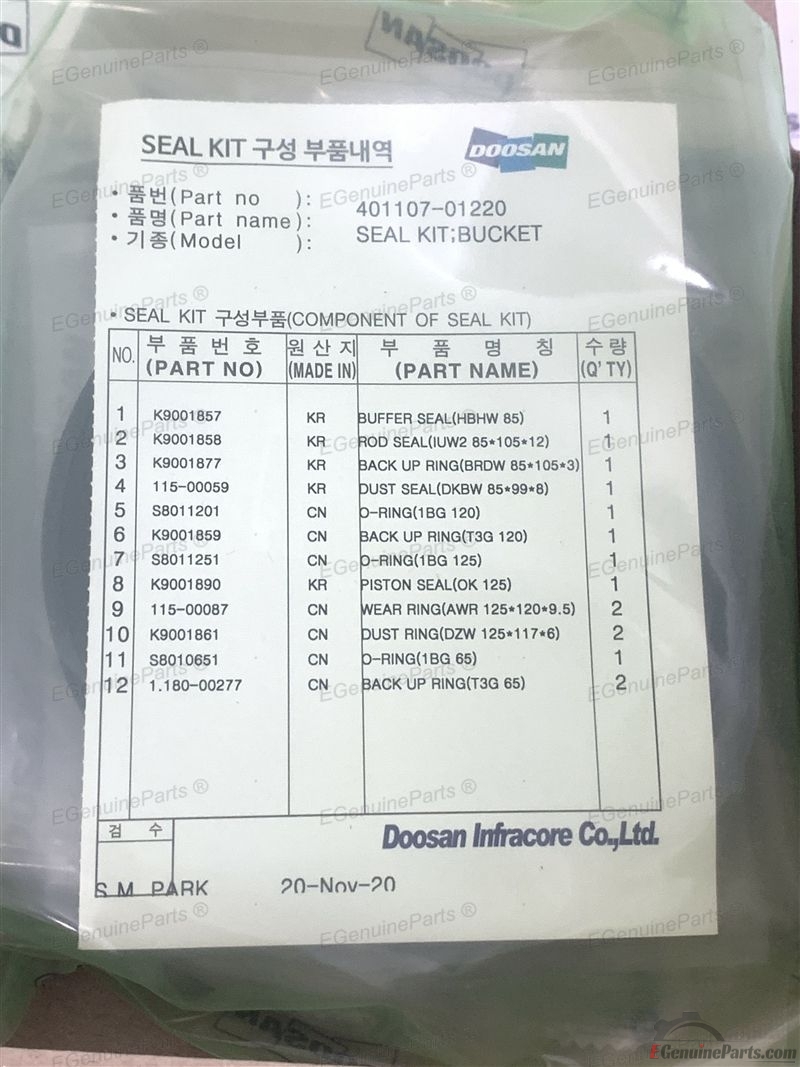 DOOSAN
SEAL KIT 구성 부품내역
DOOSAN
· 품번(Part no ): 401107-01220
· 품명(Part name): SEAL KIT;BUCKET
· 기종(Model ):
· SEAL KIT 구성부품(COMPONENT OF SEAL KIT)
NO. 부 품 번 호 (PART NO) 원 산 지 (MADE IN) 부 품 명 칭 (PART NAME) 수 량 (Q' TY)
1 K9001857 KR BUFFER SEAL(HBHW 85) 1
2 K9001858 KR ROD SEAL(IUW2 85*105*12) 1
3 K9001877 KR BACK UP RING(BRDW 85*105*3) 1
4 115-00059 KR DUST SEAL(DKBW 85*99*8) 1
5 S8011201 CN O-RING(1BG 120) 1
6 K9001859 CN BACK UP RING(T3G 120) 1
7 S8011251 CN O-RING(1BG 125) 1
8 K9001890 KR PISTON SEAL(OK 125) 1
9 115-00087 CN WEAR RING(AWR 125*120*9.5) 2
10 K9001861 CN DUST RING(DZW 125*117*6) 2
11 S8010651 CN O-RING(1BG 65) 1
12 1.180-00277 CN BACK UP RING(T3G 65) 2
검 수
Doosan Infracore Co.,Ltd.
S.M. PARK 20-Nov-20
DOOSAN
EGenuineParts ®
EGenuineParts.com